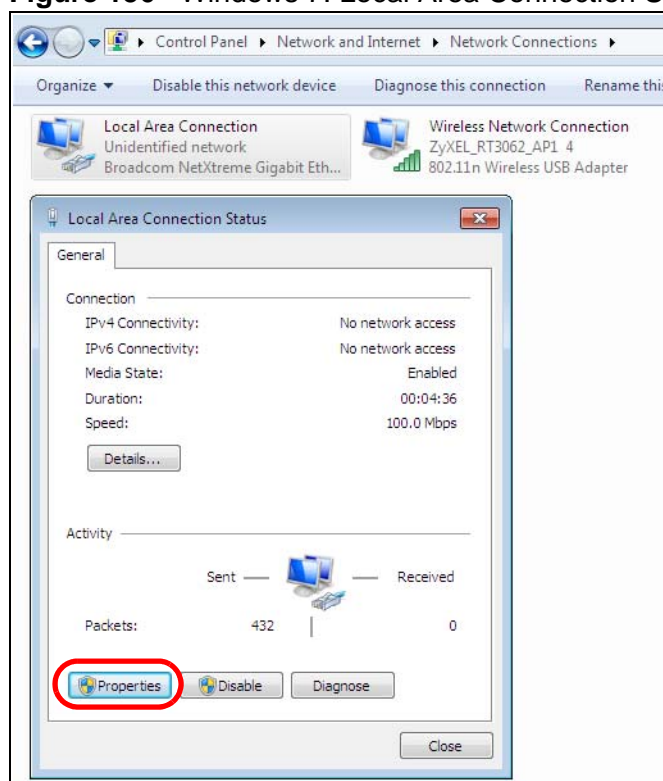 Windows 7: Local Area Connection
Control Panel Network and Internet Network Connections
Organize Disable this network device Diagnose this connection Rename this
Local Area Connection
Unidentified network
Broadcom NetXtreme Gigabit Eth...
Wireless Network Connection
ZyXEL_RT3062_AP1 4
802.11n Wireless USB Adapter
Local Area Connection Status
General
Connection
IPv4 Connectivity: No network access
IPv6 Connectivity: No network access
Media State: Enabled
Duration: 00:04:36
Speed: 100.0 Mbps
Details...
Activity
Sent Received
Packets: 432 0
Properties Disable Diagnose
Close